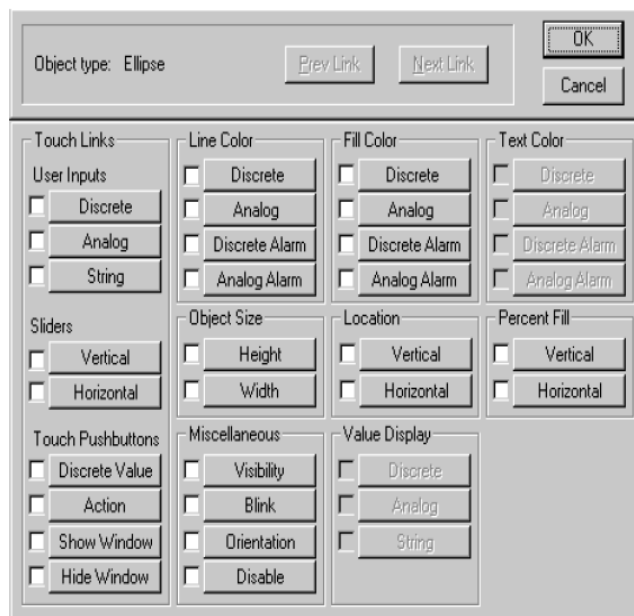 Object type: Ellipse
Prev Link
Next Link
OK
Cancel
Touch Links
User Inputs
Discrete
Analog
String
Sliders
Vertical
Horizontal
Touch Pushbuttons
Discrete Value
Action
Show Window
Hide Window
Line Color
Discrete
Analog
Discrete Alarm
Analog Alarm
Object Size
Height
Width
Miscellaneous
Visibility
Blink
Orientation
Disable
Fill Color
Discrete
Analog
Discrete Alarm
Analog Alarm
Location
Vertical
Horizontal
Value Display
Discrete
Analog
String
Text Color
Discrete
Analog
Discrete Alarm
Analog Alarm
Percent Fill
Vertical
Horizontal